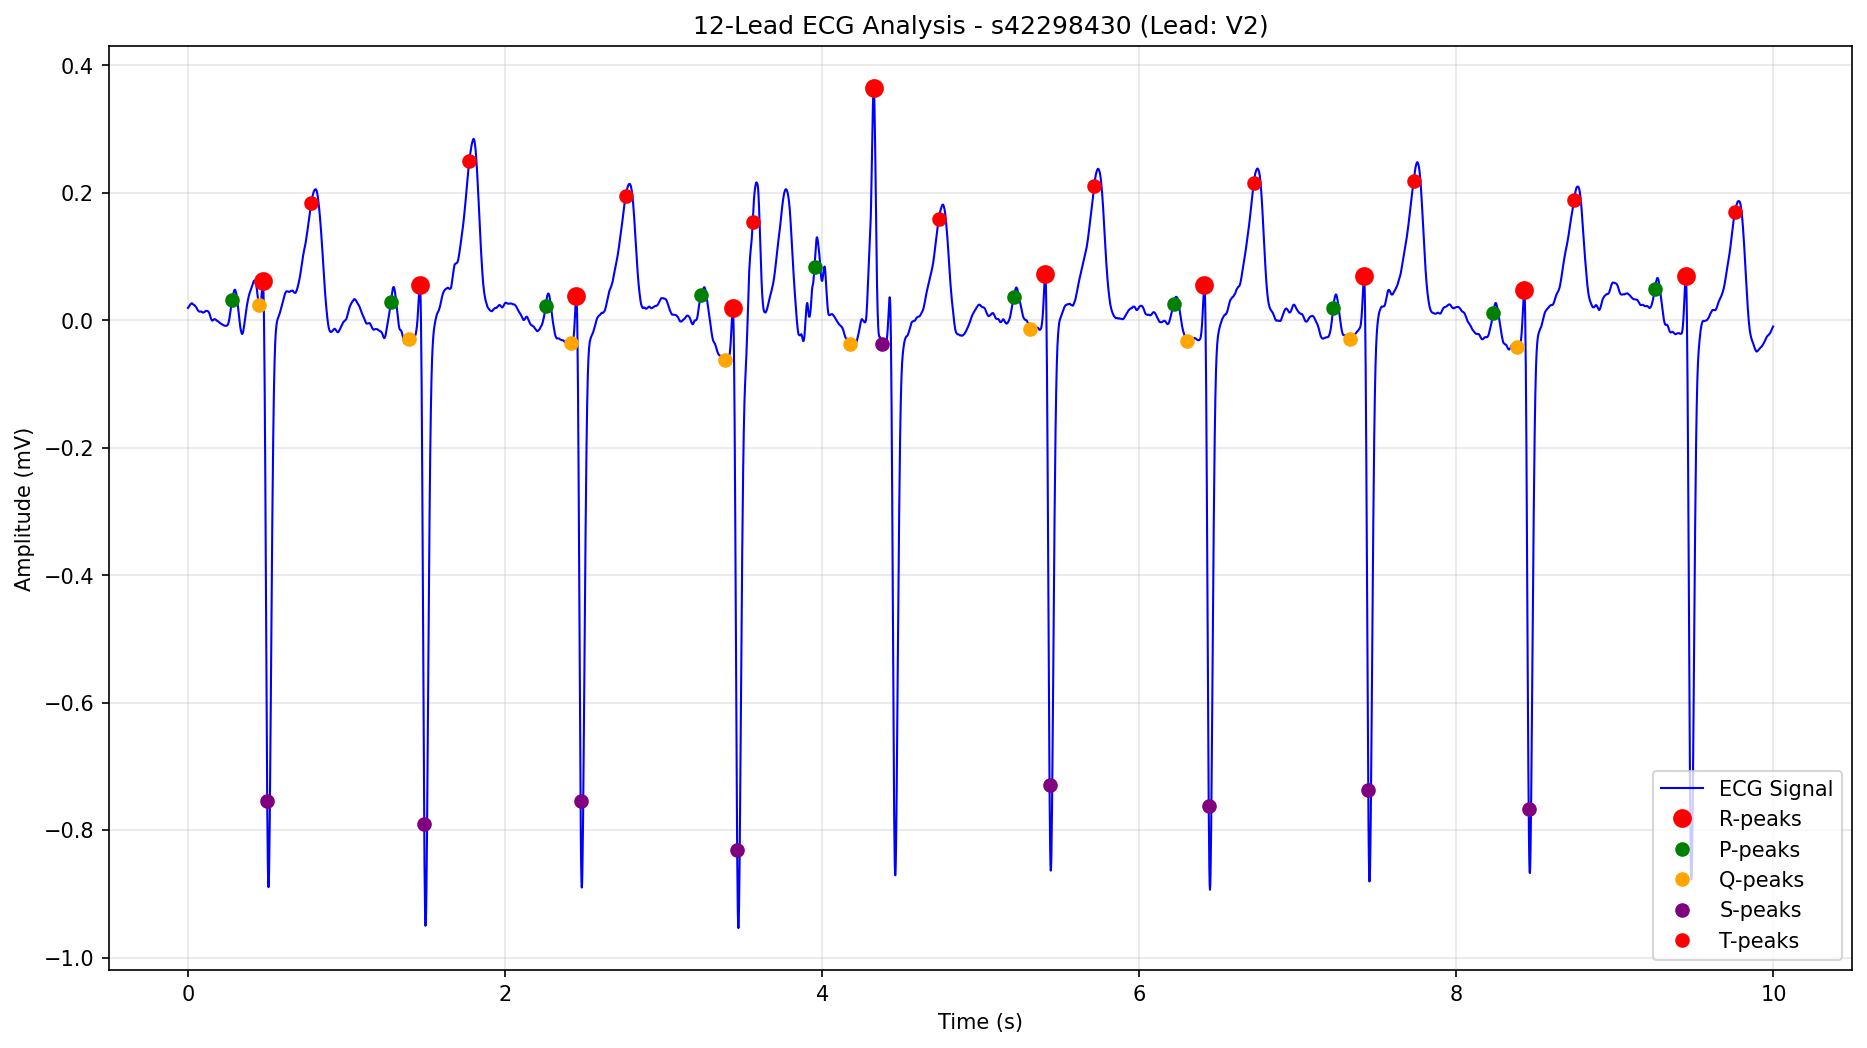 12-Lead ECG Analysis - s42298430 (Lead: V2)
Amplitude (mV)
0.4
0.2
0.0
−0.2
−0.4
−0.6
−0.8
−1.0
ECG Signal
R-peaks
P-peaks
Q-peaks
S-peaks
T-peaks
0 2 4 6 8 10
Time (s)